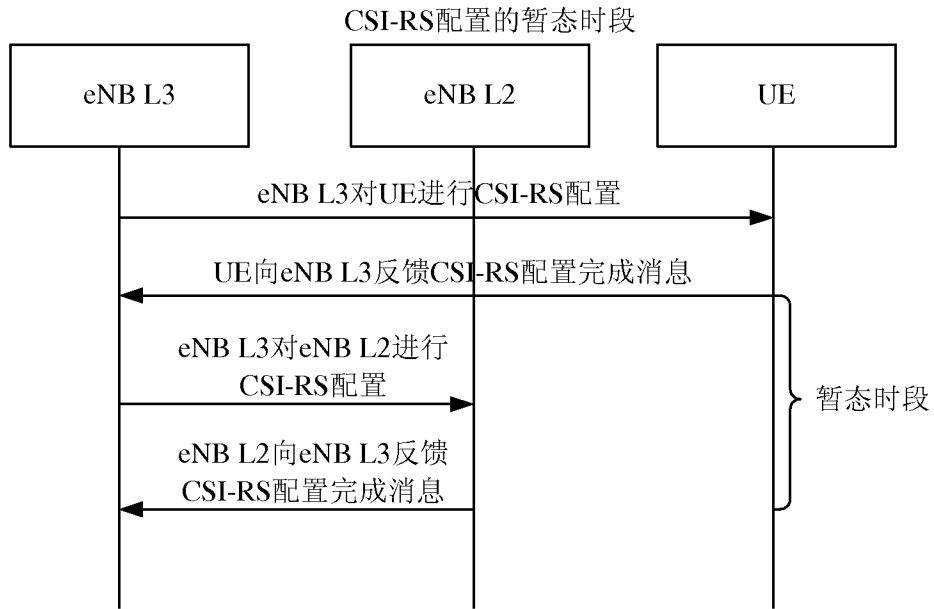 CSI-RS配置的暂态时段
eNB L3
eNB L2
UE
eNB L3对UE进行CSI-RS配置
UE向eNB L3反馈CSI-RS配置完成消息
eNB L3对eNB L2进行
CSI-RS配置
暂态时段
eNB L2向eNB L3反馈
CSI-RS配置完成消息